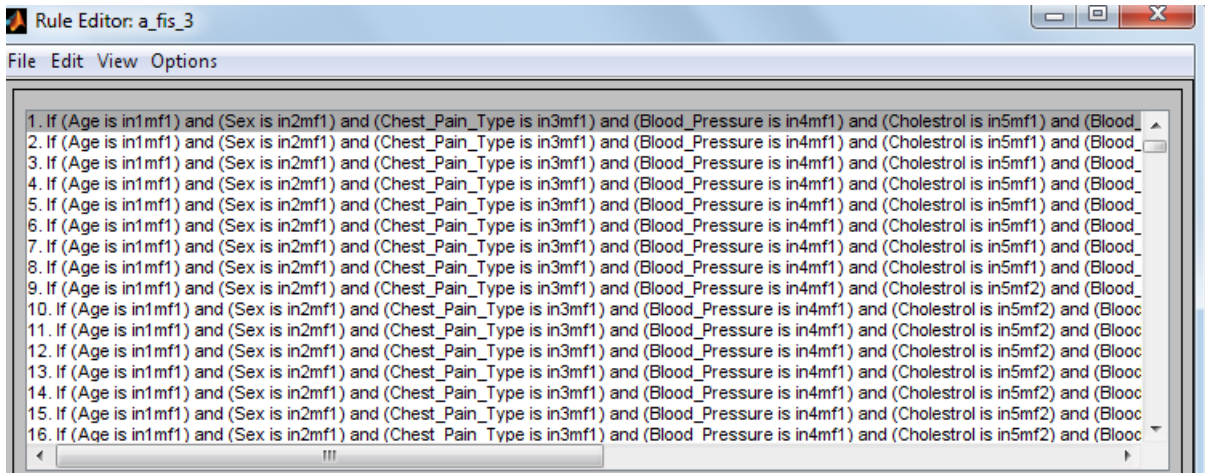 Rule Editor: a_fis_3
File Edit View Options
1. If (Age is in1mf1) and (Sex is in2mf1) and (Chest_Pain_Type is in3mf1) and (Blood_Pressure is in4mf1) and (Cholestrol is in5mf1) and (Blood_
2. If (Age is in1mf1) and (Sex is in2mf1) and (Chest_Pain_Type is in3mf1) and (Blood_Pressure is in4mf1) and (Cholestrol is in5mf1) and (Blood_
3. If (Age is in1mf1) and (Sex is in2mf1) and (Chest_Pain_Type is in3mf1) and (Blood_Pressure is in4mf1) and (Cholestrol is in5mf1) and (Blood_
4. If (Age is in1mf1) and (Sex is in2mf1) and (Chest_Pain_Type is in3mf1) and (Blood_Pressure is in4mf1) and (Cholestrol is in5mf1) and (Blood_
5. If (Age is in1mf1) and (Sex is in2mf1) and (Chest_Pain_Type is in3mf1) and (Blood_Pressure is in4mf1) and (Cholestrol is in5mf1) and (Blood_
6. If (Age is in1mf1) and (Sex is in2mf1) and (Chest_Pain_Type is in3mf1) and (Blood_Pressure is in4mf1) and (Cholestrol is in5mf1) and (Blood_
7. If (Age is in1mf1) and (Sex is in2mf1) and (Chest_Pain_Type is in3mf1) and (Blood_Pressure is in4mf1) and (Cholestrol is in5mf1) and (Blood_
8. If (Age is in1mf1) and (Sex is in2mf1) and (Chest_Pain_Type is in3mf1) and (Blood_Pressure is in4mf1) and (Cholestrol is in5mf1) and (Blood_
9. If (Age is in1mf1) and (Sex is in2mf1) and (Chest_Pain_Type is in3mf1) and (Blood_Pressure is in4mf1) and (Cholestrol is in5mf2) and (Blood_
10. If (Age is in1mf1) and (Sex is in2mf1) and (Chest_Pain_Type is in3mf1) and (Blood_Pressure is in4mf1) and (Cholestrol is in5mf2) and (Blood
11. If (Age is in1mf1) and (Sex is in2mf1) and (Chest_Pain_Type is in3mf1) and (Blood_Pressure is in4mf1) and (Cholestrol is in5mf2) and (Blood
12. If (Age is in1mf1) and (Sex is in2mf1) and (Chest_Pain_Type is in3mf1) and (Blood_Pressure is in4mf1) and (Cholestrol is in5mf2) and (Blood
13. If (Age is in1mf1) and (Sex is in2mf1) and (Chest_Pain_Type is in3mf1) and (Blood_Pressure is in4mf1) and (Cholestrol is in5mf2) and (Blood
14. If (Age is in1mf1) and (Sex is in2mf1) and (Chest_Pain_Type is in3mf1) and (Blood_Pressure is in4mf1) and (Cholestrol is in5mf2) and (Blood
15. If (Age is in1mf1) and (Sex is in2mf1) and (Chest_Pain_Type is in3mf1) and (Blood_Pressure is in4mf1) and (Cholestrol is in5mf2) and (Blood
16. If (Age is in1mf1) and (Sex is in2mf1) and (Chest_Pain_Type is in3mf1) and (Blood_Pressure is in4mf1) and (Cholestrol is in5mf2) and (Blood